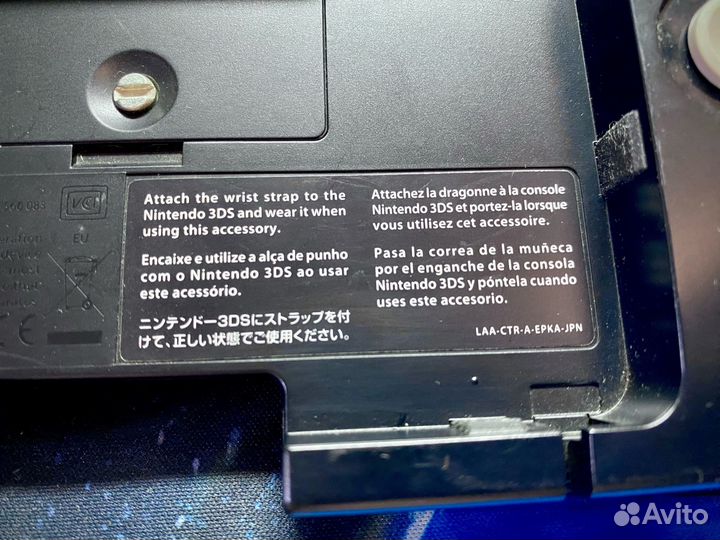 560 083
VCI
EU
Attach the wrist strap to the
Nintendo 3DS and wear it when
using this accessory.
Encaixe e utilize a alça de punho
com o Nintendo 3DS ao usar
este acessório.
ニンテンドー3DSにストラップを付
けて、正しい状態でご使用ください。
Attachez la dragonne à la console
Nintendo 3DS et portez-la lorsque
vous utilisez cet accessoire.
Pasa la correa de la muñeca
por el enganche de la consola
Nintendo 3DS y póntela cuando
uses este accesorio.
LAA-CTR-A-EPKA-JPN
Avito